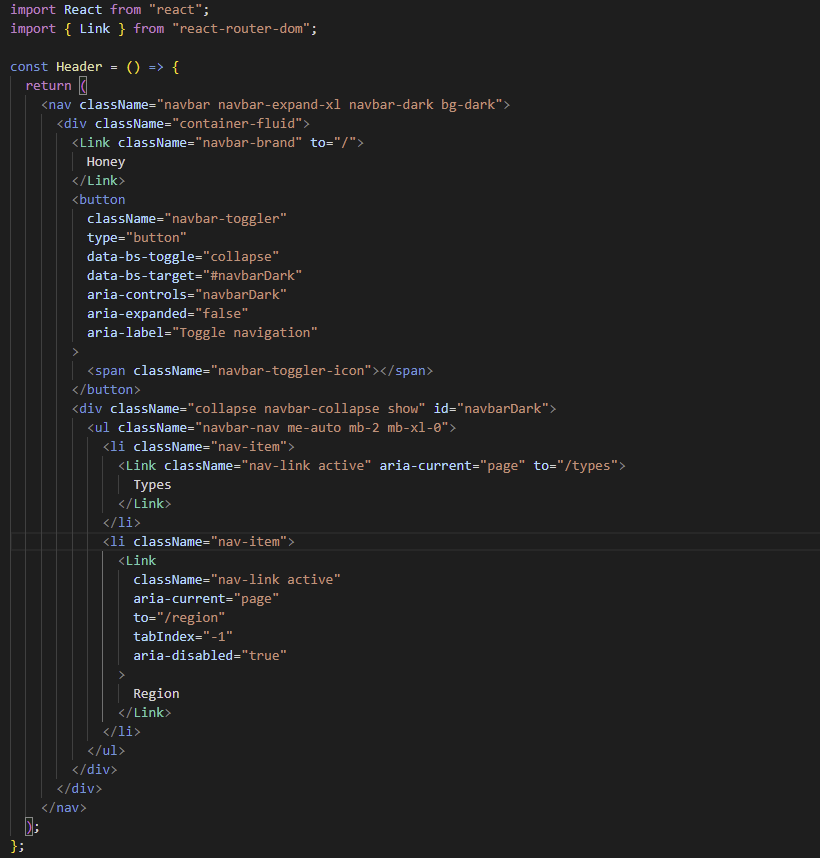 import React from "react";
import { Link } from "react-router-dom";

const Header = () => {
  return (
    <nav className="navbar navbar-expand-xl navbar-dark bg-dark">
      <div className="container-fluid">
        <Link className="navbar-brand" to="/">
          Honey
        </Link>
        <button
          className="navbar-toggler"
          type="button"
          data-bs-toggle="collapse"
          data-bs-target="#navbarDark"
          aria-controls="navbarDark"
          aria-expanded="false"
          aria-label="Toggle navigation"
        >
          <span className="navbar-toggler-icon"></span>
        </button>
        <div className="collapse navbar-collapse show" id="navbarDark">
          <ul className="navbar-nav me-auto mb-2 mb-xl-0">
            <li className="nav-item">
              <Link className="nav-link active" aria-current="page" to="/types">
                Types
              </Link>
            </li>
            <li className="nav-item">
              <Link
                className="nav-link active"
                aria-current="page"
                to="/region"
                tabIndex="-1"
                aria-disabled="true"
              >
                Region
              </Link>
            </li>
          </ul>
        </div>
      </div>
    </nav>
  );
};